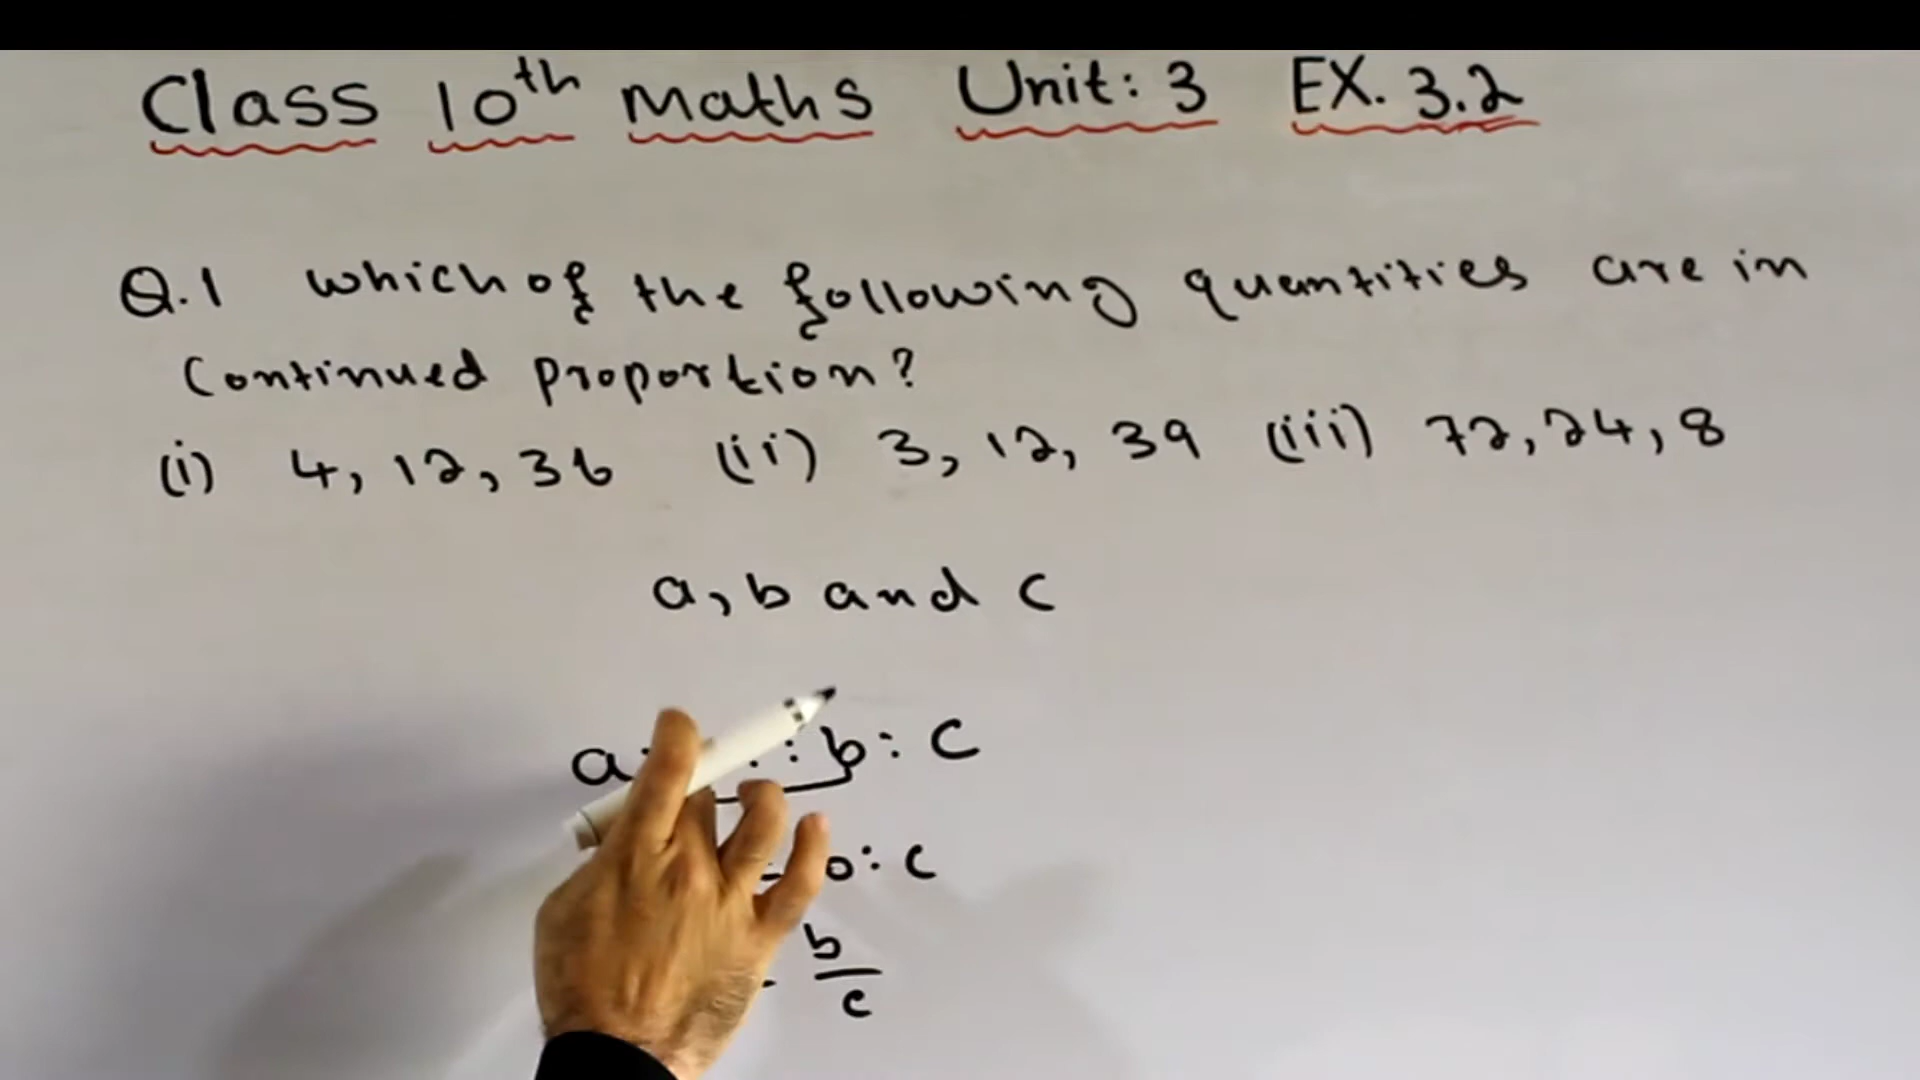 Class 10th Maths Unit: 3 EX. 3.2
Q.1 which of the following quantities are in
Continued proportion?
(i) 4, 12, 36 (ii) 3, 12, 39 (iii) 72, 24, 8
a, b and c
a: :b:c
= b:c
= b/c